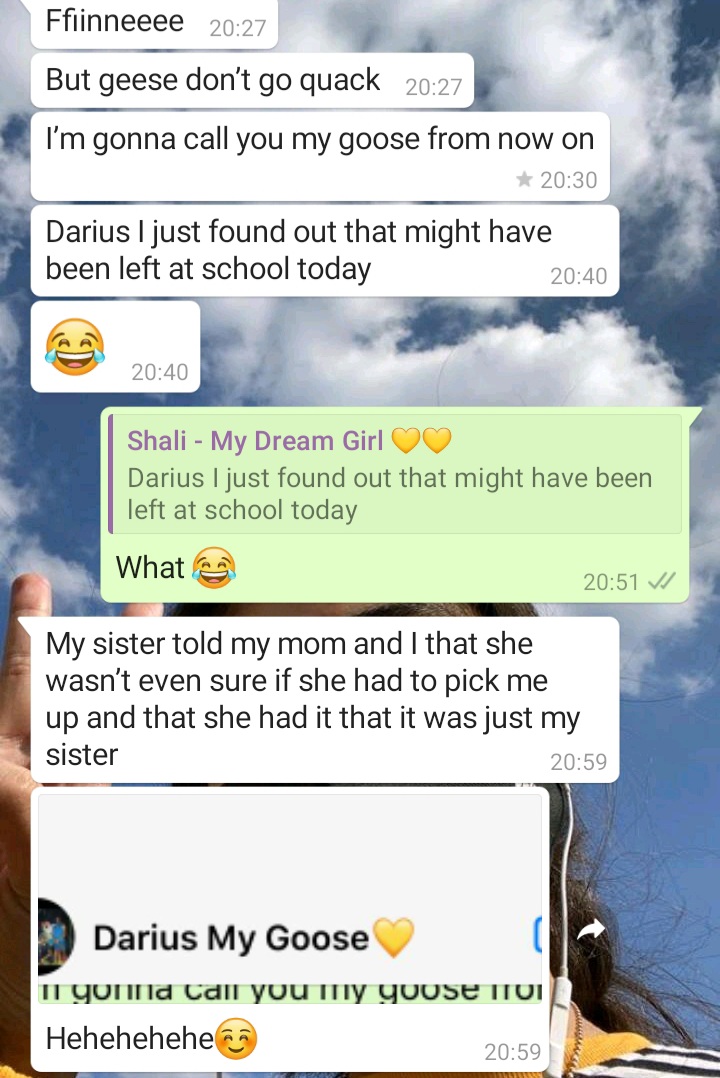 Ffiinneeee 20:27
But geese don’t go quack 20:27
I’m gonna call you my goose from now on
★ 20:30
Darius I just found out that might have
been left at school today 20:40
😂 20:40
Shali - My Dream Girl 💛💛
Darius I just found out that might have been
left at school today
What 😂 20:51
My sister told my mom and I that she
wasn’t even sure if she had to pick me
up and that she had it that it was just my
sister 20:59
Darius My Goose💛
gonna call you my goose
Hehehehehe☺️ 20:59